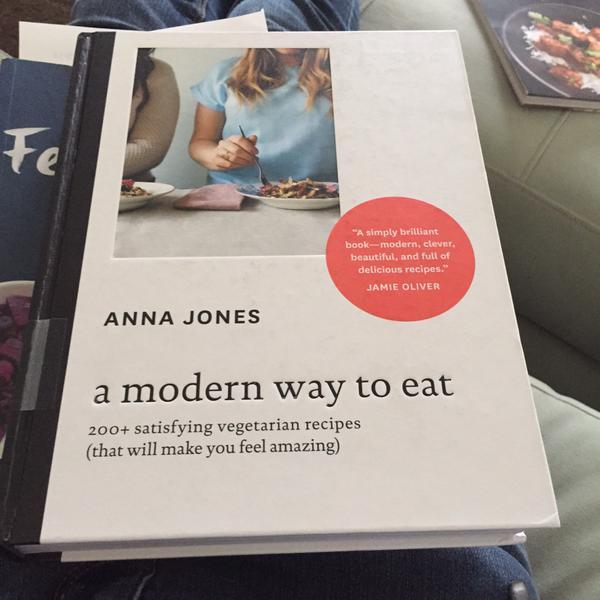 Fe
"A simply brilliant
book—modern, clever,
beautiful, and full of
delicious recipes."
JAMIE OLIVER
ANNA JONES
a modern way to eat
200+ satisfying vegetarian recipes
(that will make you feel amazing)